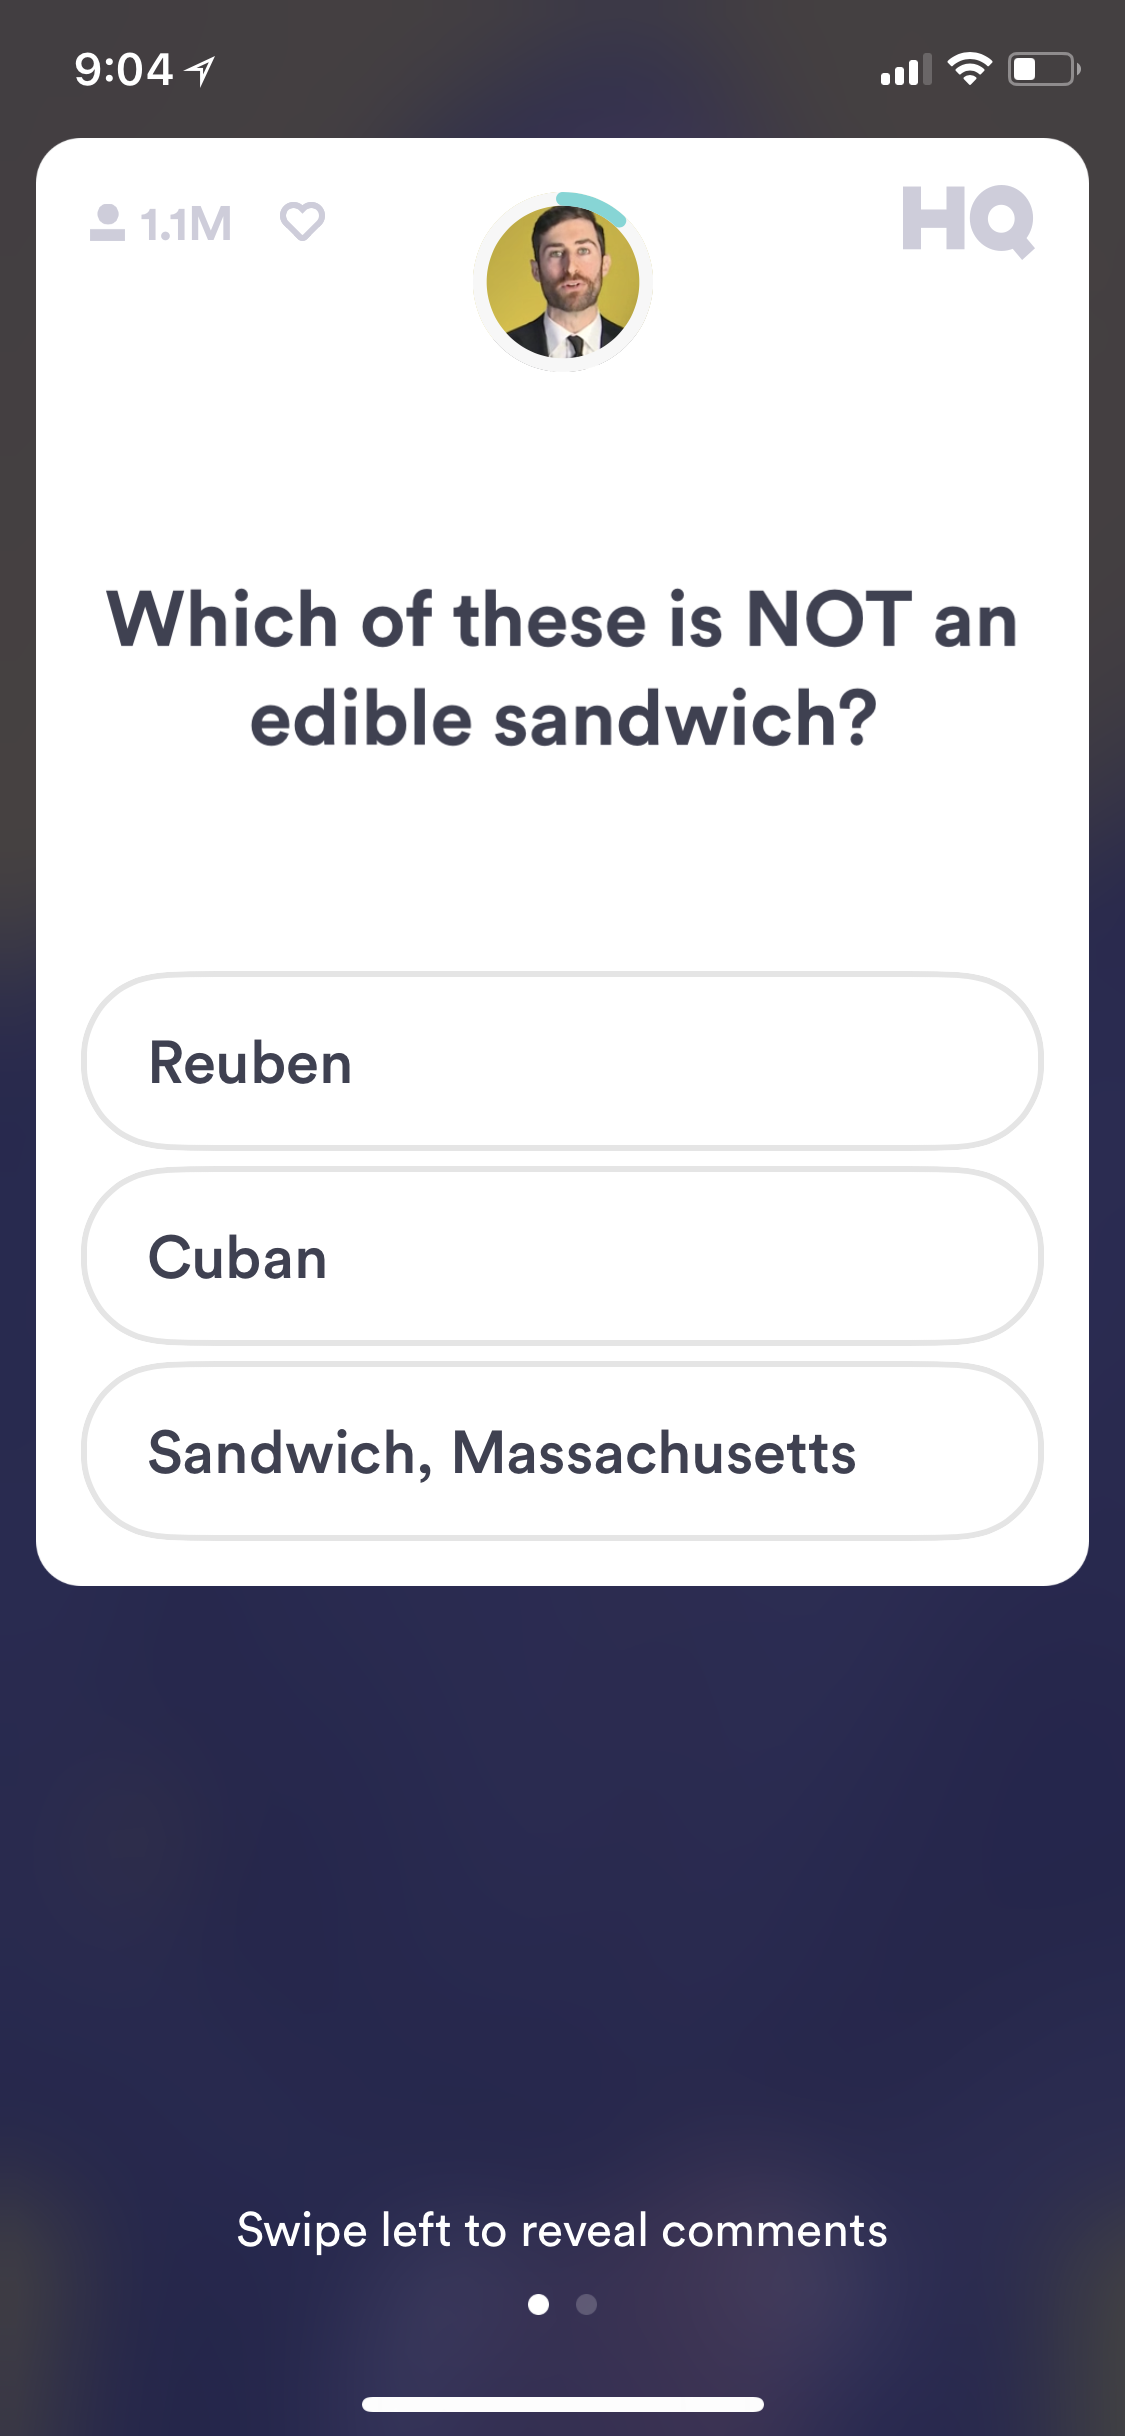 9:04
1.1M
HQ
Which of these is NOT an
edible sandwich?
Reuben
Cuban
Sandwich, Massachusetts
Swipe left to reveal comments